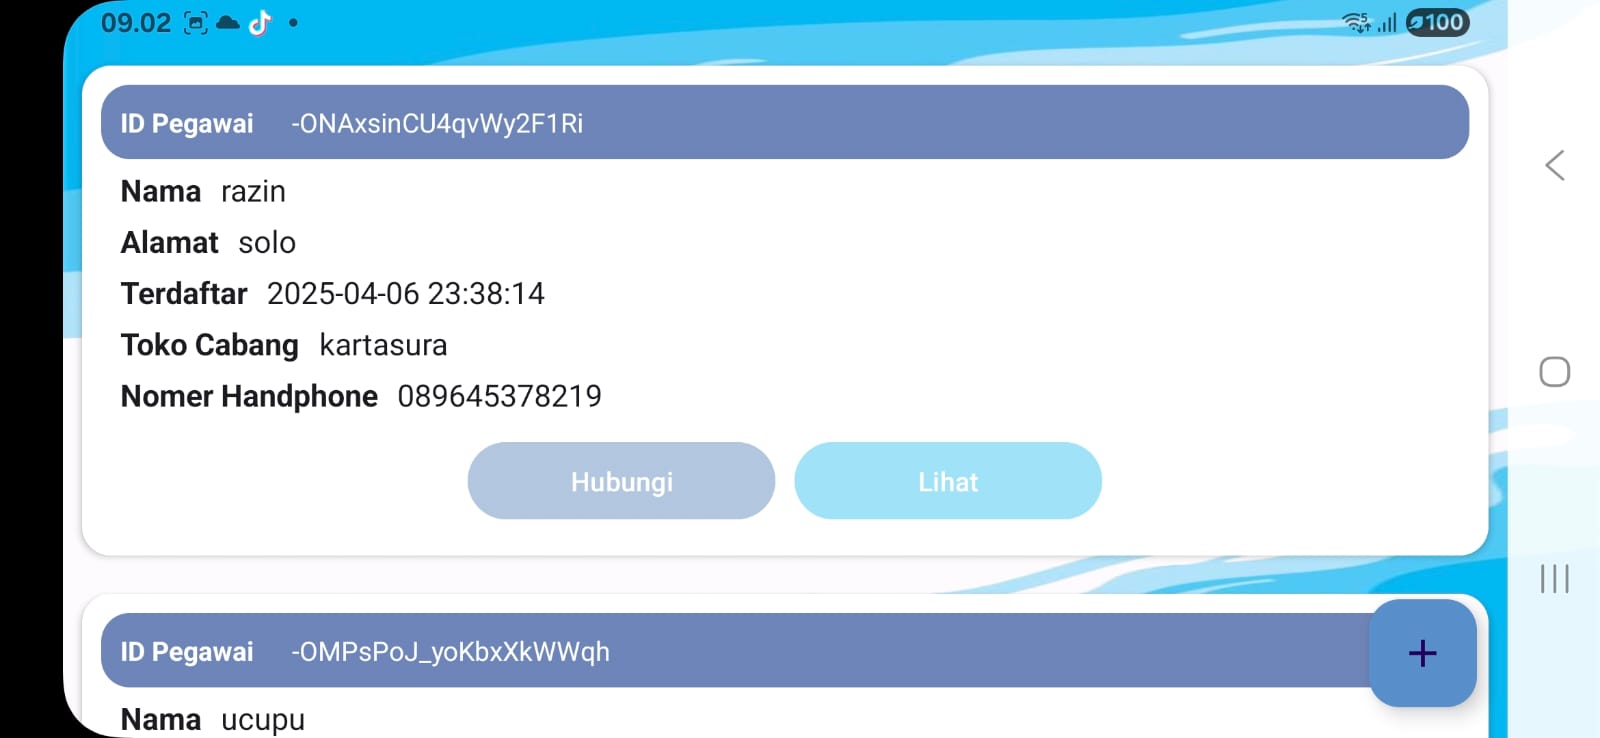 09.02
5
100
ID Pegawai -ONAxsinCU4qvWy2F1Ri
Nama razin
Alamat solo
Terdaftar 2025-04-06 23:38:14
Toko Cabang kartasura
Nomer Handphone 089645378219
Hubungi Lihat
ID Pegawai -OMPsPoJ_yoKbxXkWWqh
+
Nama ucupu